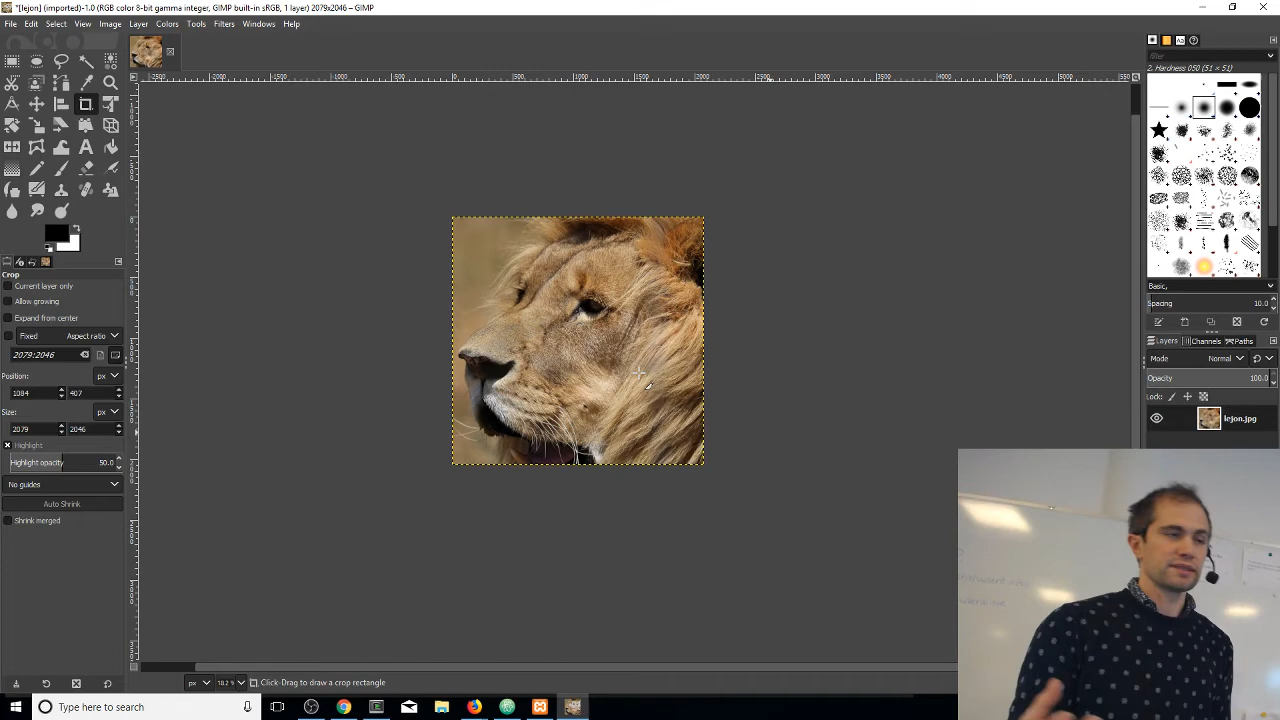 *[lejon] (imported)-1.0 (RGB color 8-bit gamma integer, GIMP built-in sRGB, 1 layer) 2079x2046 – GIMP
File Edit Select View Image Layer Colors Tools Filters Windows Help
filter
2. Hardness 050 (51 × 51)
Crop
Current layer only
Allow growing
Expand from center
Fixed Aspect ratio
2079:2046
Position: px
1084 407
Size: px
2079 2046
Highlight
Highlight opacity 50.0
No guides
Auto Shrink
Shrink merged
Basic,
Spacing 10.0
Layers Channels Paths
Mode Normal
Opacity 100.0
Lock:
lejon.jpg
px 18.2 % Click-Drag to draw a crop rectangle
Type here to search